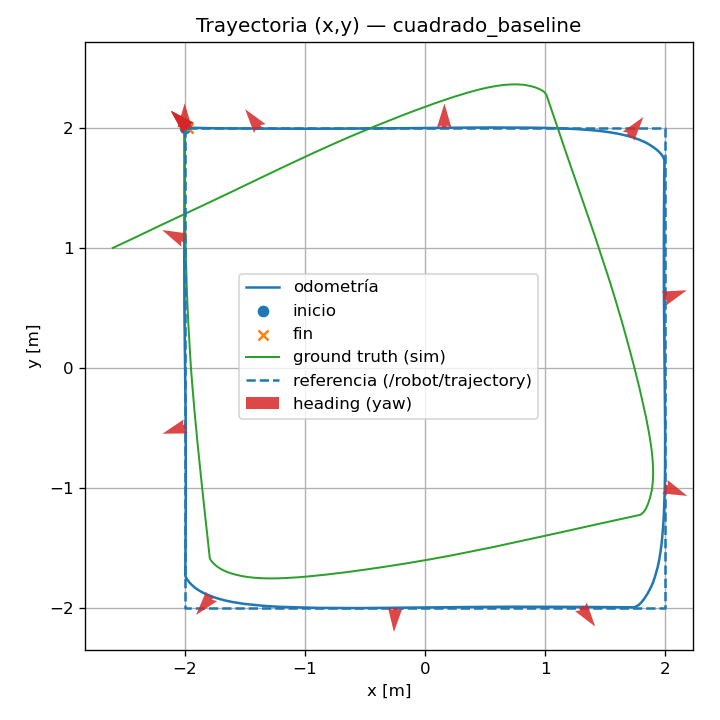 Trayectoria (x,y) — cuadrado_baseline
y [m]
2
1
0
−1
−2
odometría
inicio
fin
ground truth (sim)
referencia (/robot/trajectory)
heading (yaw)
−2 −1 0 1 2
x [m]